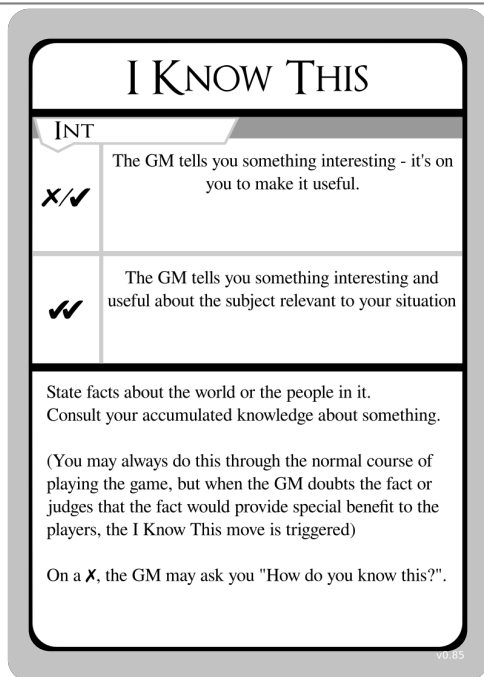 I KNOW THIS
INT
✗/✓
The GM tells you something interesting - it's on
you to make it useful.
✓✓
The GM tells you something interesting and
useful about the subject relevant to your situation
State facts about the world or the people in it.
Consult your accumulated knowledge about something.
(You may always do this through the normal course of
playing the game, but when the GM doubts the fact or
judges that the fact would provide special benefit to the
players, the I Know This move is triggered)
On a ✗, the GM may ask you "How do you know this?".
v0.85